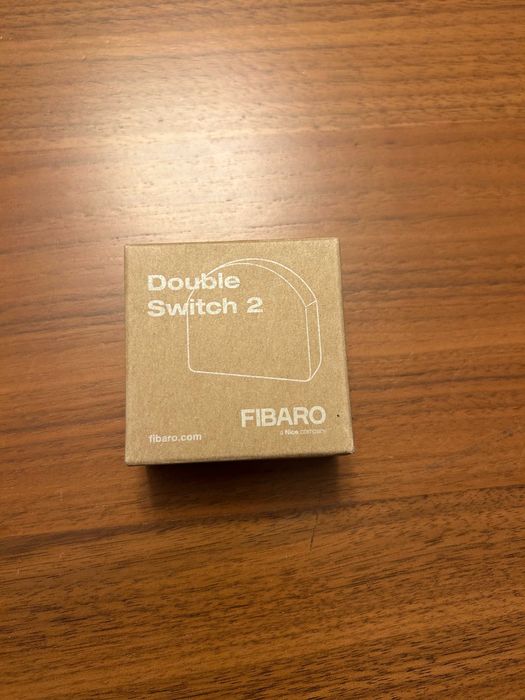 Double
Switch 2
FIBARO
a Nice company
fibaro.com